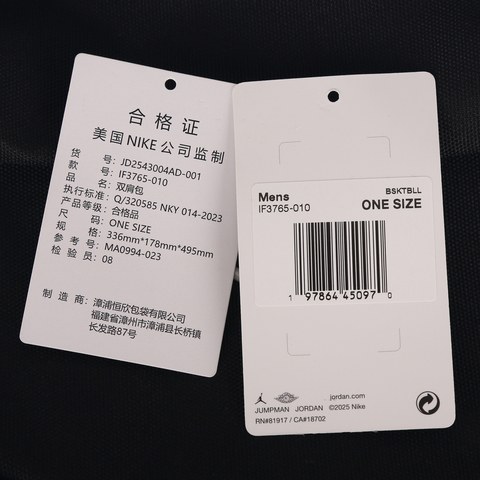 合格证
美国NIKE公司监制
货 号: JD2543004AD-001
款 号: IF3765-010
品 名: 双肩包
执行标准: Q/320585 NKY 014-2023
产品等级: 合格品
尺 码: ONE SIZE
规 格: 336mm*178mm*495mm
参 考 号: MA0994-023
检 验 员: 08
制 造 商: 漳浦恒欣包袋有限公司
福建省漳州市漳浦县长桥镇
长发路87号
Mens BSKTBLL
IF3765-010 ONE SIZE
1 97864 45097 0
jordan.com
JUMPMAN JORDAN ©2025 Nike
RN#81917 / CA#18702